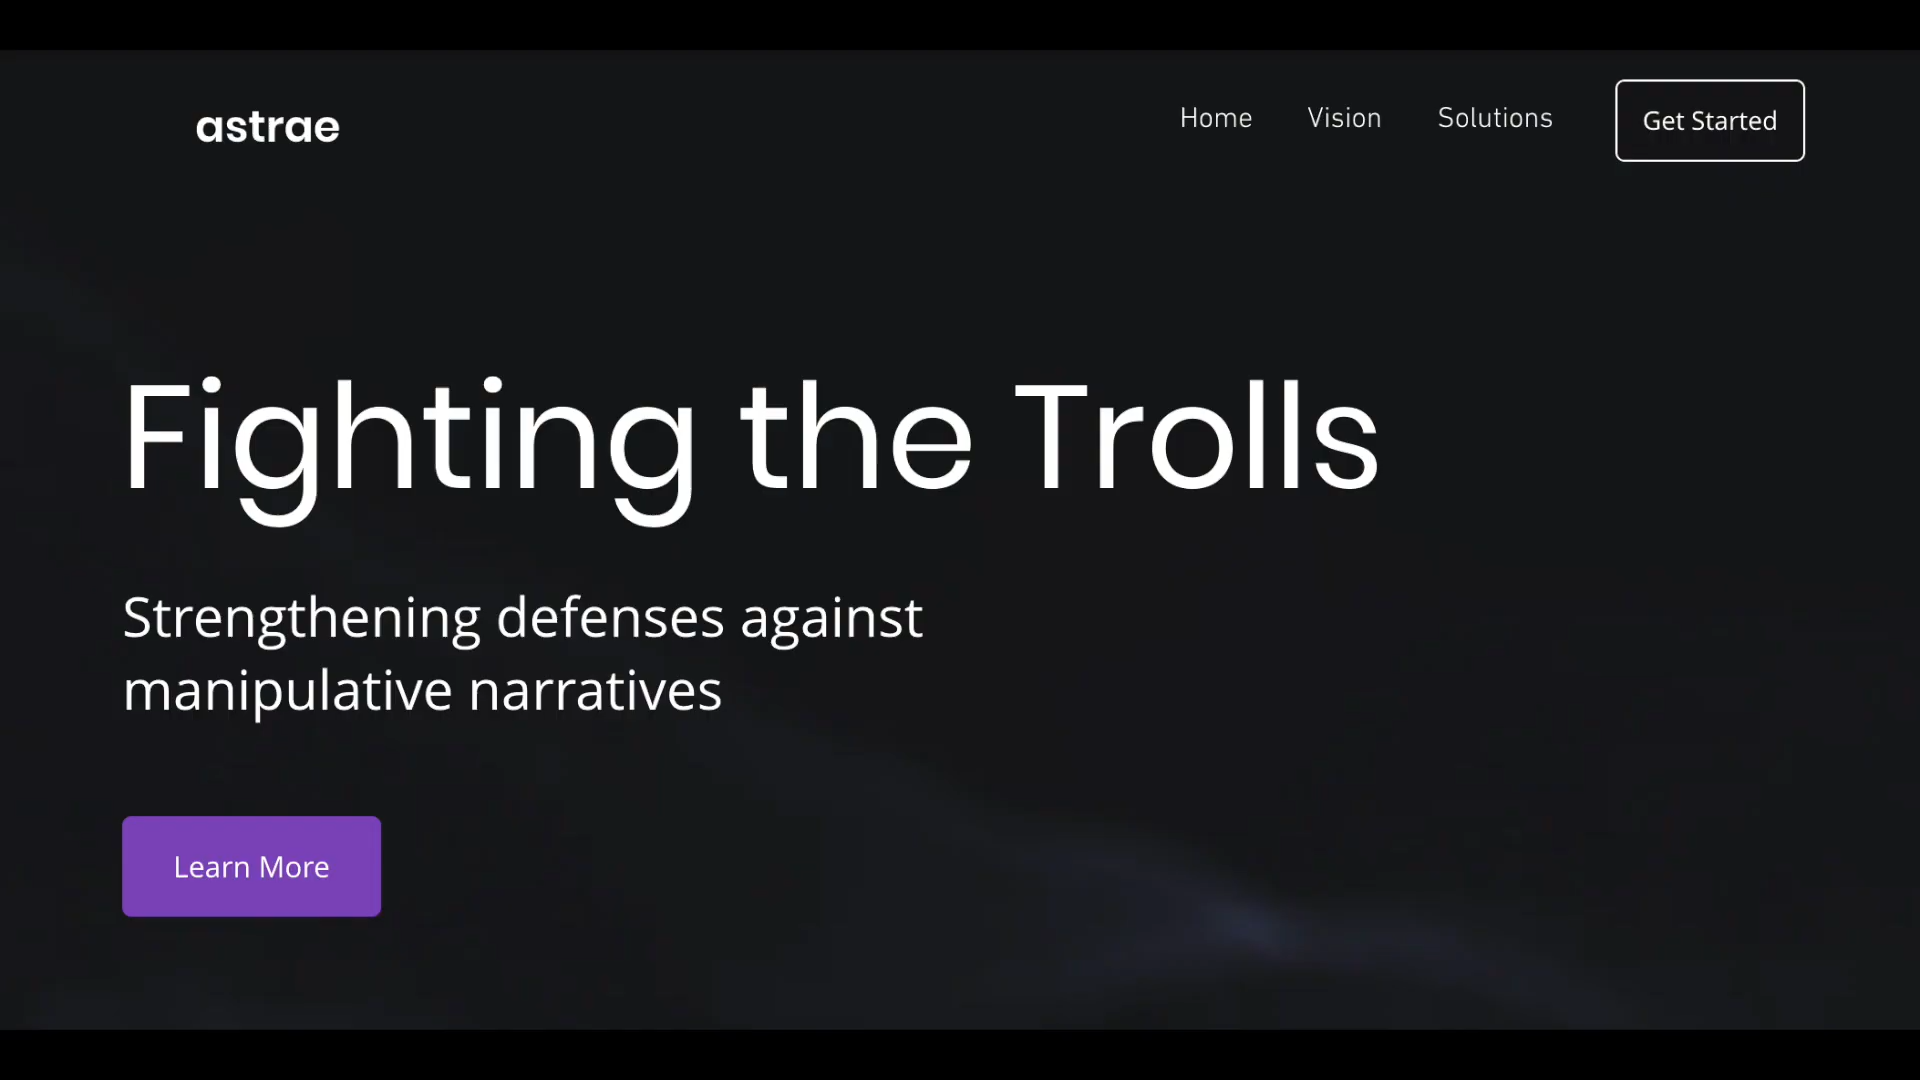 astrae
Home
Vision
Solutions
Get Started
Fighting the Trolls
Strengthening defenses against
manipulative narratives
Learn More